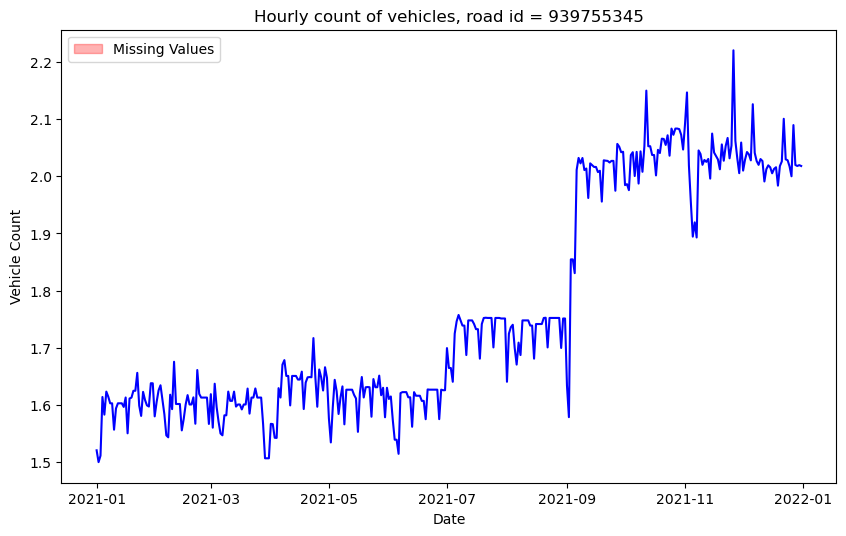 Hourly count of vehicles, road id = 939755345
Missing Values
Vehicle Count
2.2
2.1
2.0
1.9
1.8
1.7
1.6
1.5
2021-01 2021-03 2021-05 2021-07 2021-09 2021-11 2022-01
Date